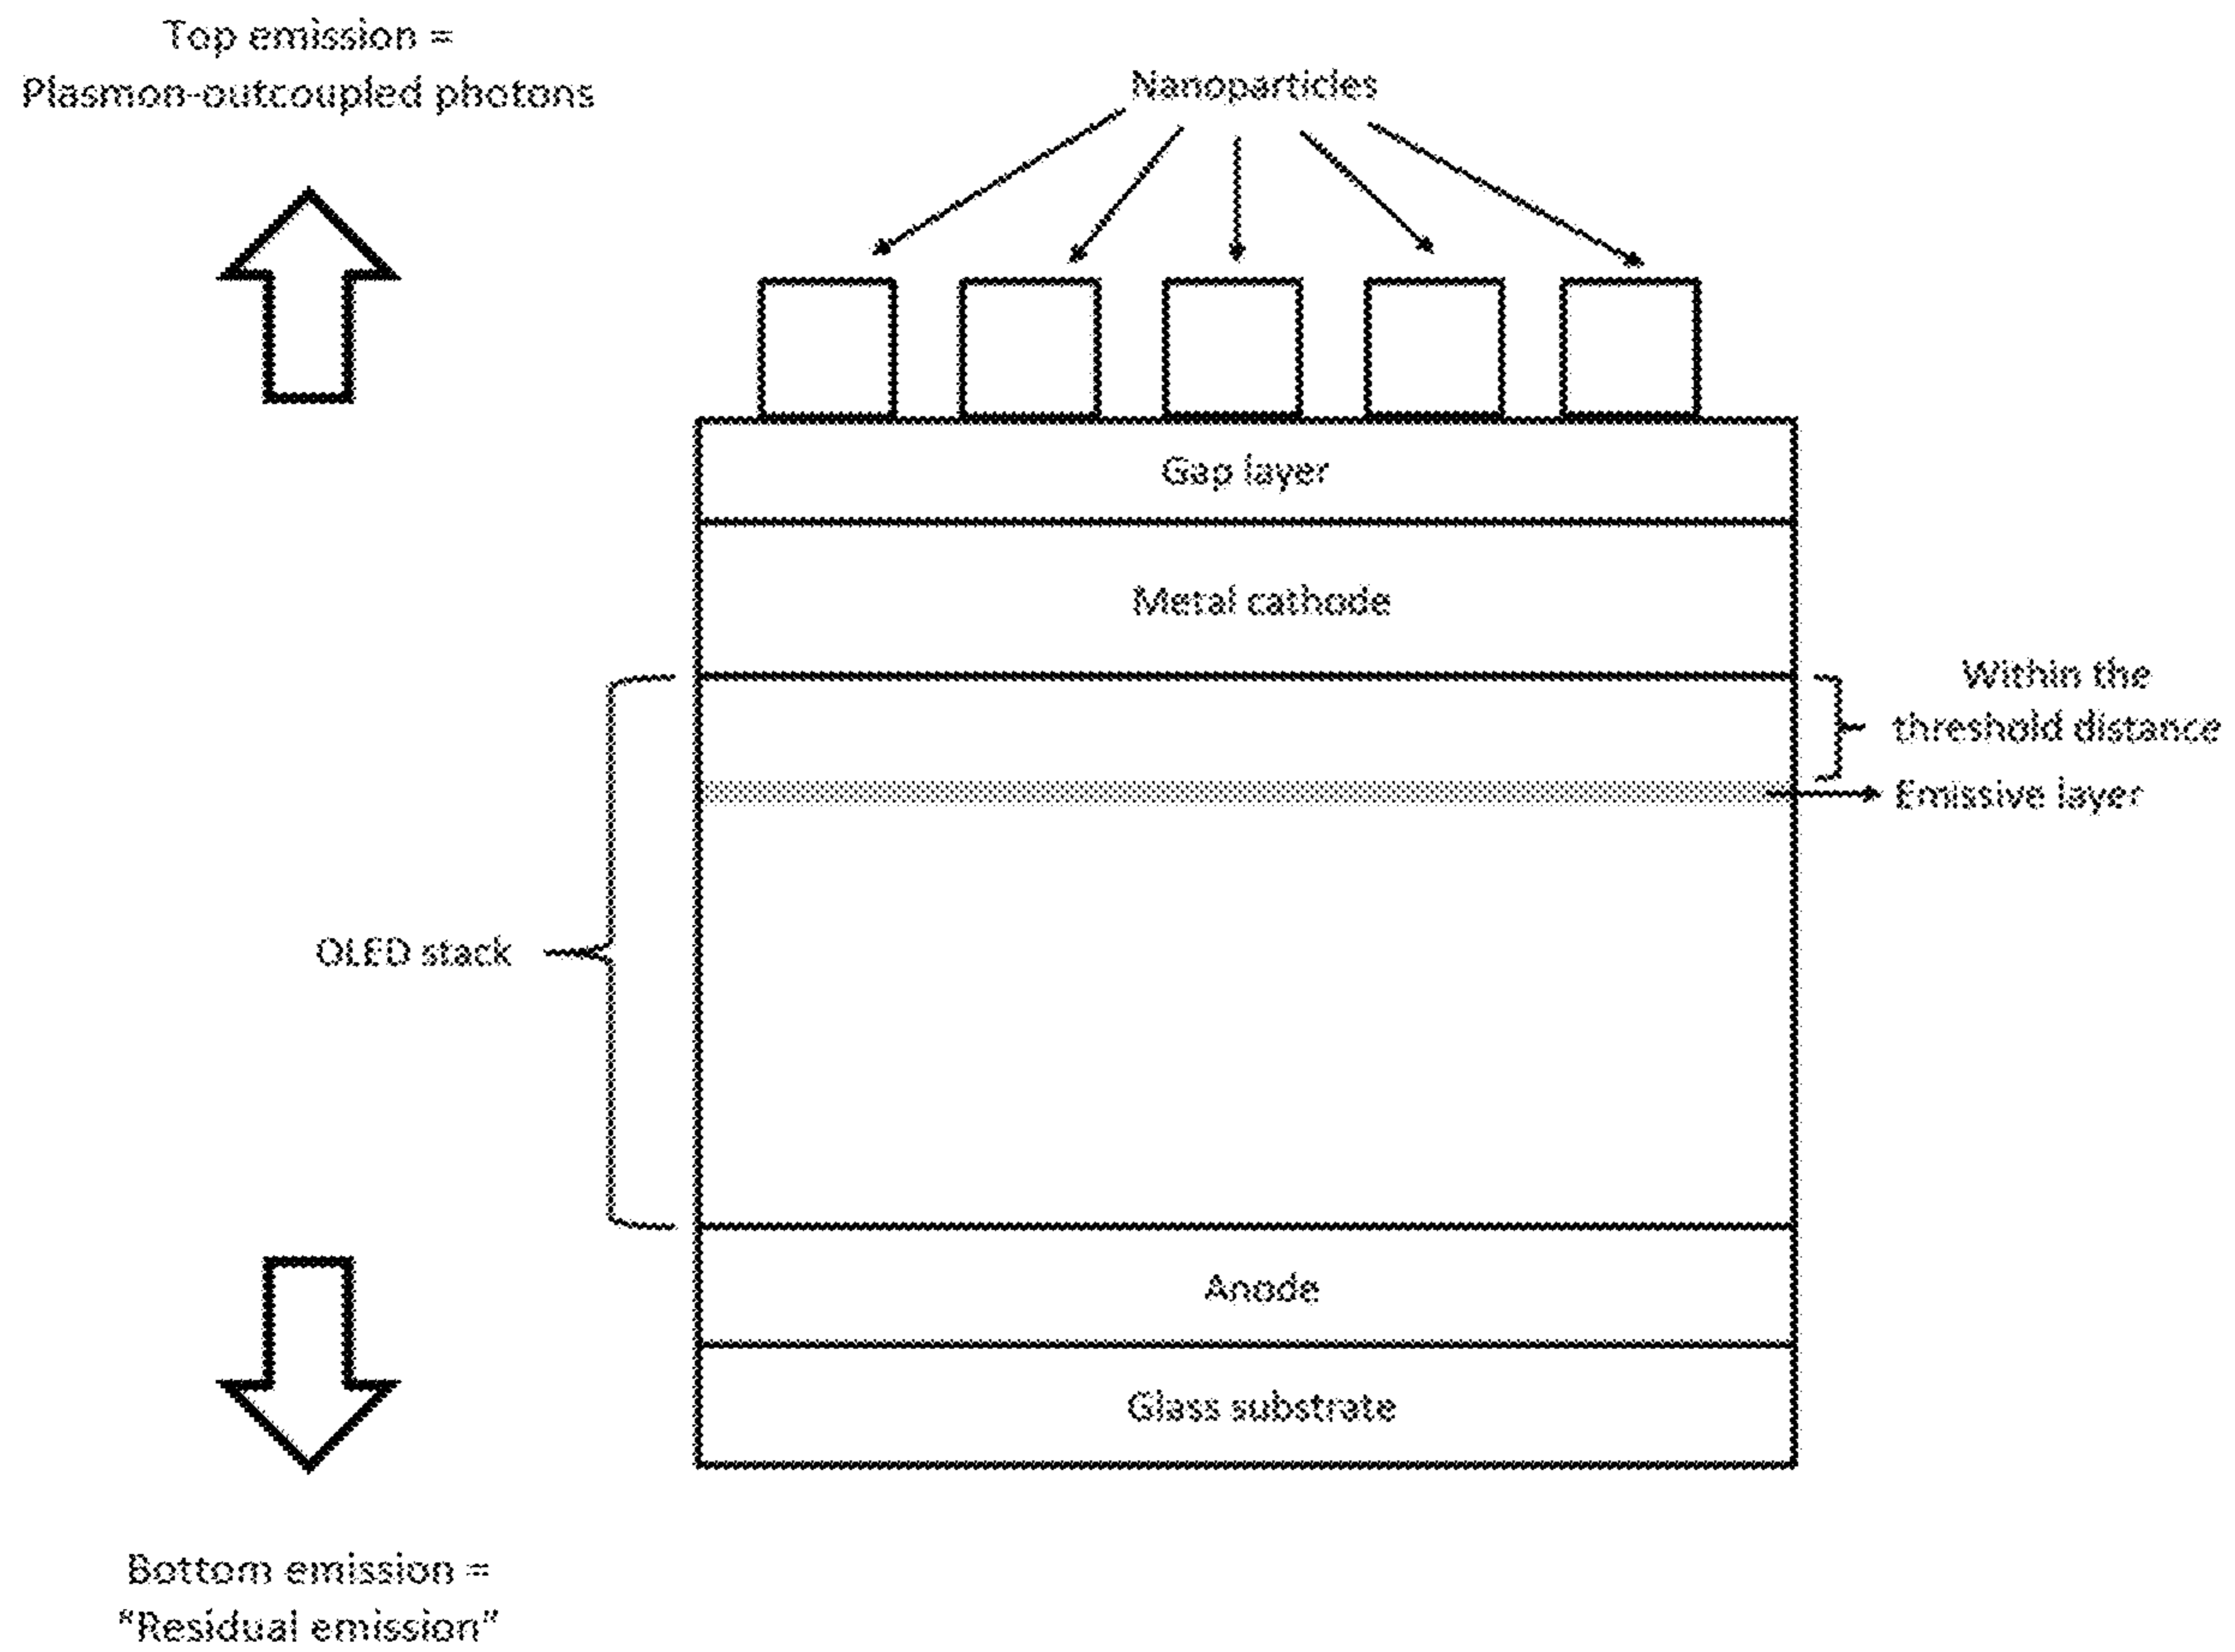 Top emission =
Plasmon-outcoupled photons
Nanoparticles
Gap layer
Metal cathode
Within the
threshold distance
Emissive layer
OLED stack
Anode
Glass substrate
Bottom emission =
“Residual emission”